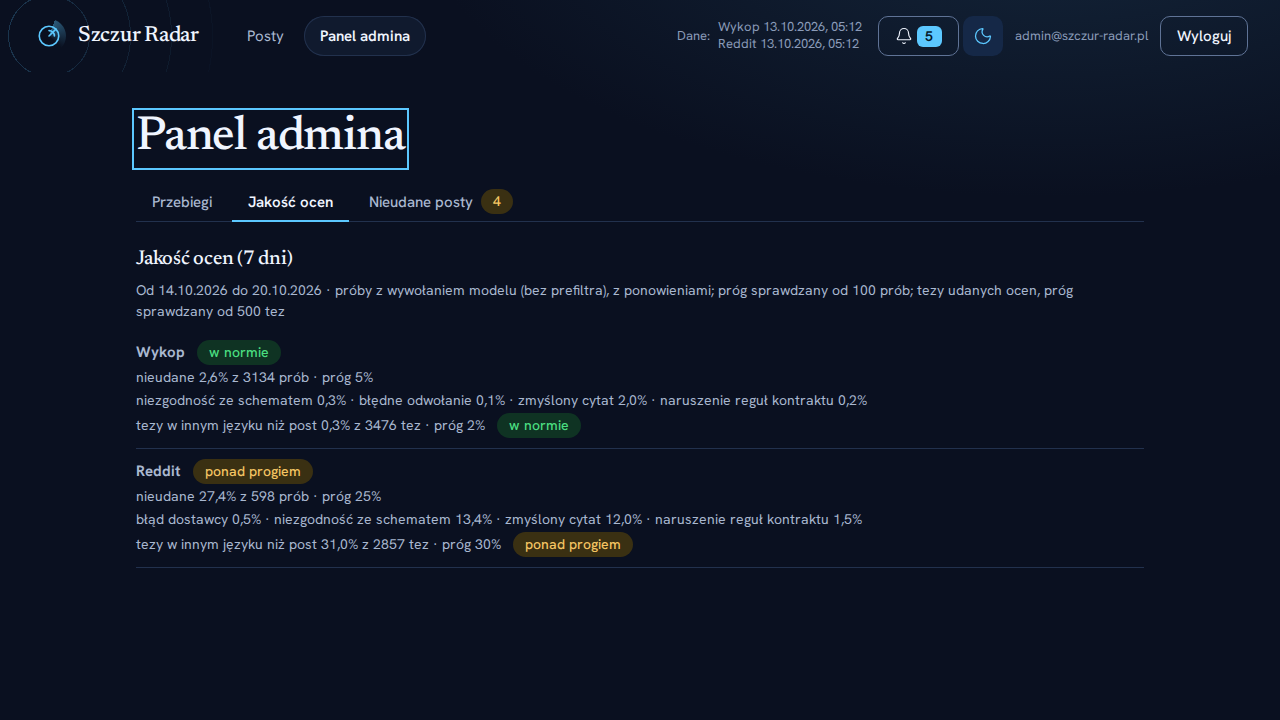 Szczur Radar
Posty
Panel admina
Dane:
Wykop 13.10.2026, 05:12
Reddit 13.10.2026, 05:12
5
admin@szczur-radar.pl
Wyloguj
Panel admina
Przebiegi
Jakość ocen
Nieudane posty 4
Jakość ocen (7 dni)
Od 14.10.2026 do 20.10.2026 · próby z wywołaniem modelu (bez prefiltra), z ponowieniami; próg sprawdzany od 100 prób; tezy udanych ocen, próg
sprawdzany od 500 tez
Wykop w normie
nieudane 2,6% z 3134 prób · próg 5%
niezgodność ze schematem 0,3% · błędne odwołanie 0,1% · zmyślony cytat 2,0% · naruszenie reguł kontraktu 0,2%
tezy w innym języku niż post 0,3% z 3476 tez · próg 2% w normie
Reddit ponad progiem
nieudane 27,4% z 598 prób · próg 25%
błąd dostawcy 0,5% · niezgodność ze schematem 13,4% · zmyślony cytat 12,0% · naruszenie reguł kontraktu 1,5%
tezy w innym języku niż post 31,0% z 2857 tez · próg 30% ponad progiem